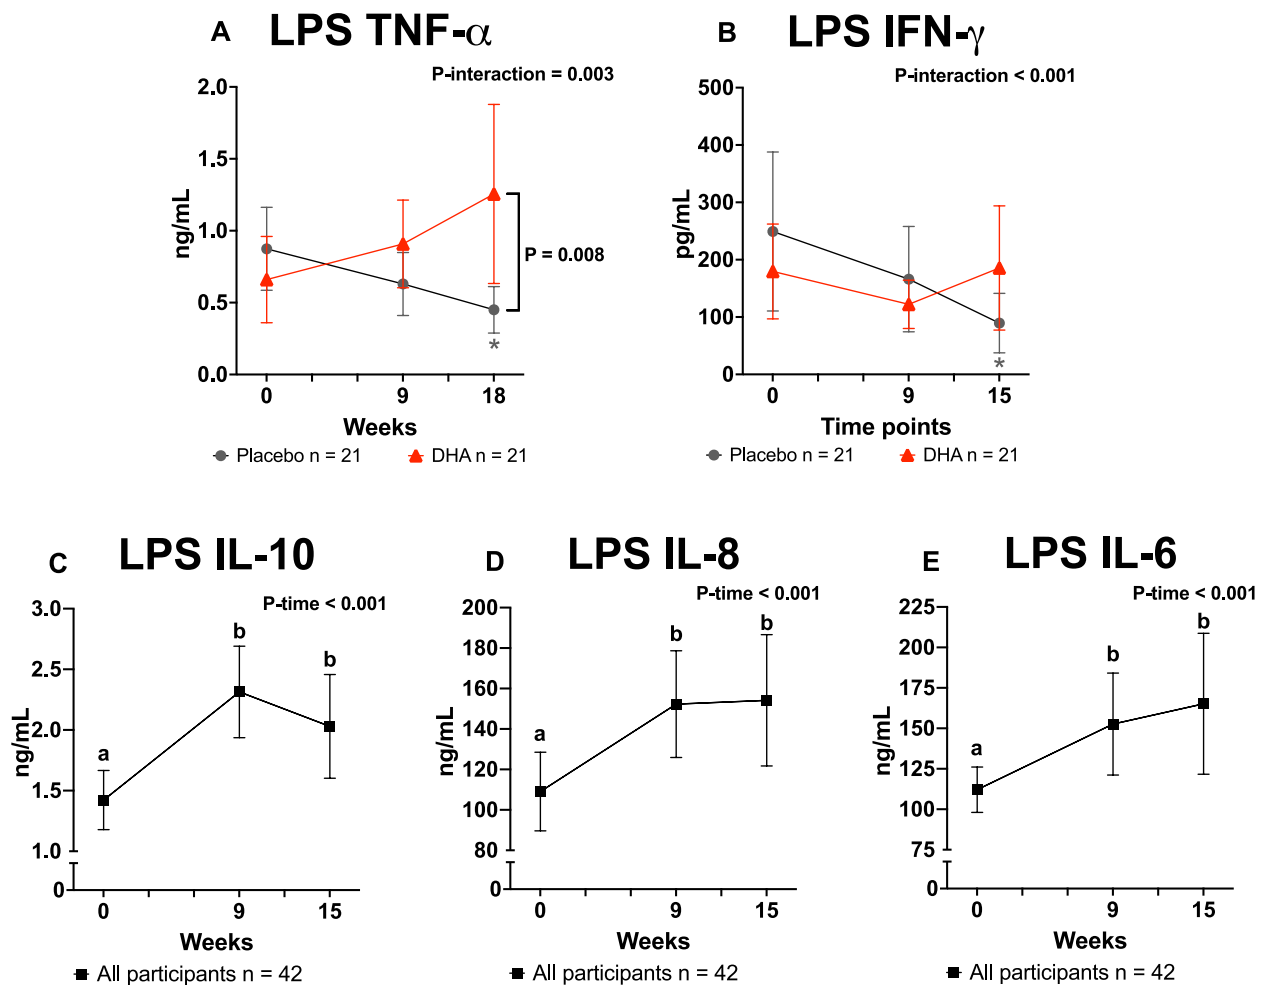 A LPS TNF-α
P-interaction = 0.003
2.0
1.5
1.0
0.5
0.0
ng/mL
P = 0.008
*
0 9 18
Weeks
Placebo n = 21 DHA n = 21
B LPS IFN-γ
P-interaction < 0.001
500
400
300
200
100
0
pg/mL
*
0 9 15
Time points
Placebo n = 21 DHA n = 21
C LPS IL-10
P-time < 0.001
3.0
2.5
2.0
1.5
1.0
0
ng/mL
a b b
0 9 15
Weeks
All participants n = 42
D LPS IL-8
P-time < 0.001
200
180
160
140
120
100
80
0
ng/mL
a b b
0 9 15
Weeks
All participants n = 42
E LPS IL-6
P-time < 0.001
225
200
175
150
125
100
75
0
ng/mL
a b b
0 9 15
Weeks
All participants n = 42